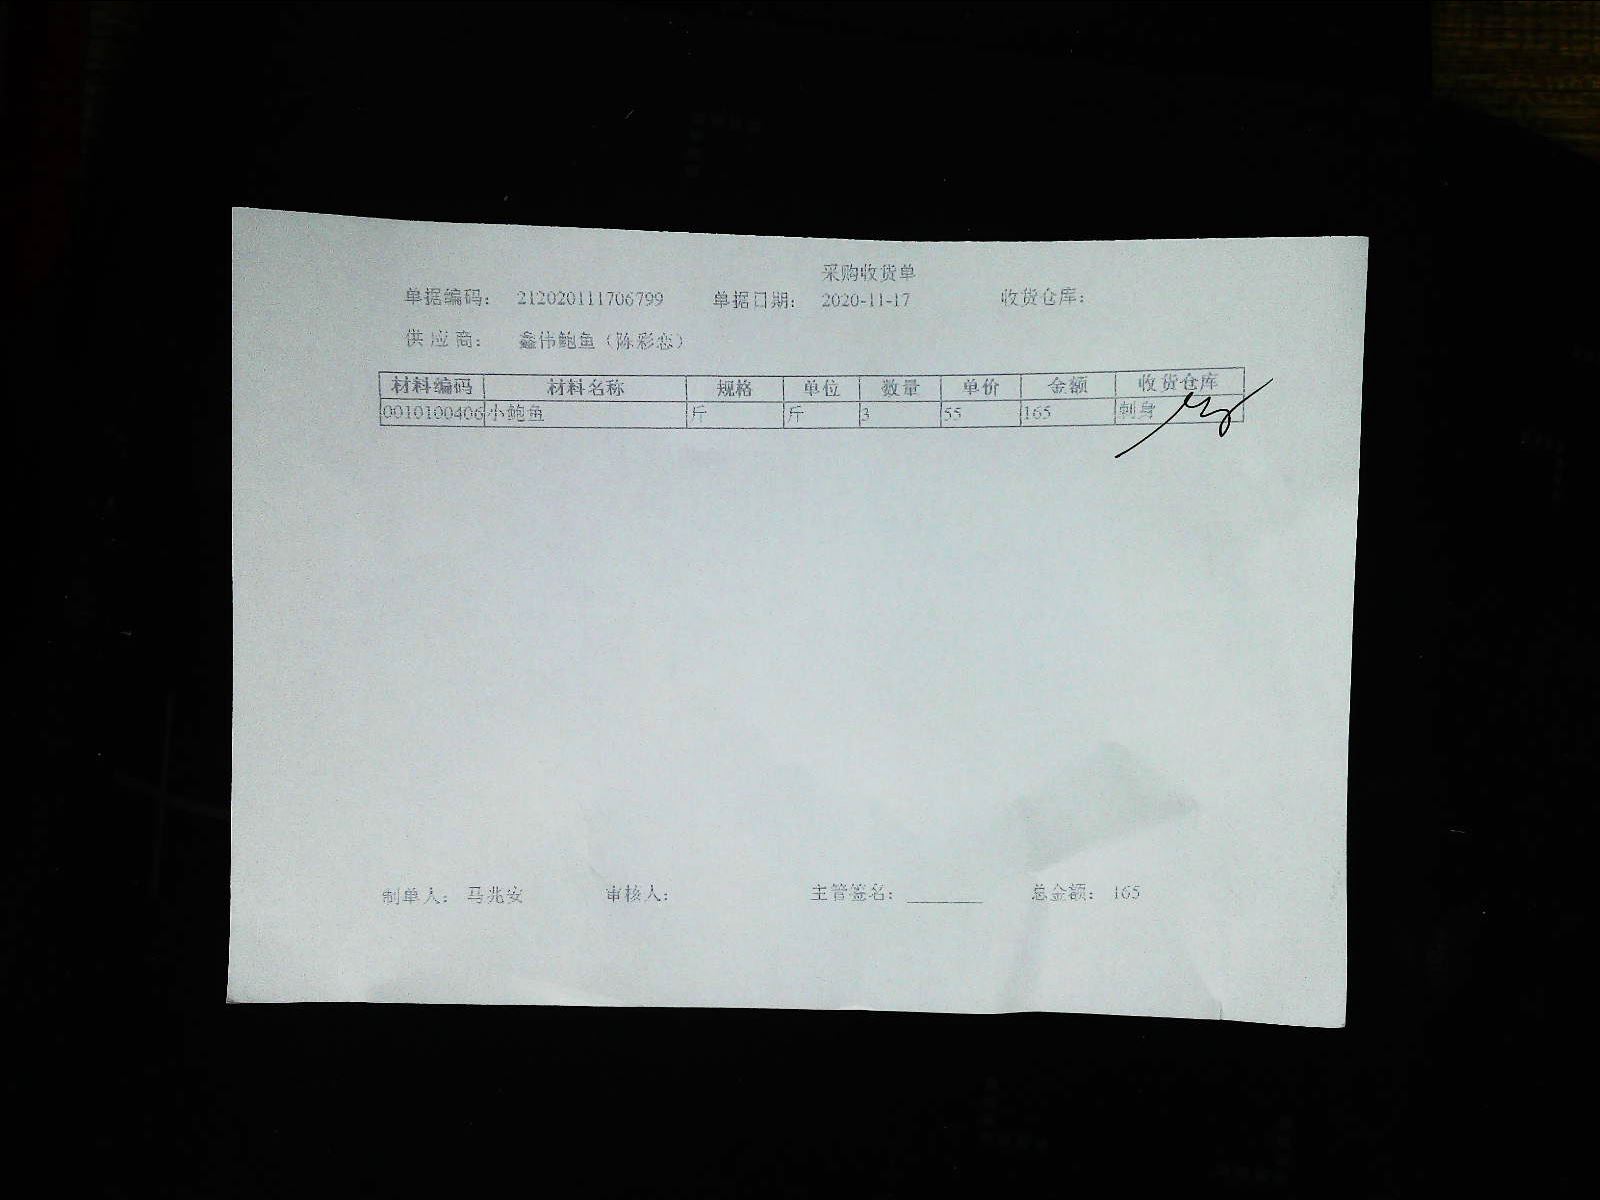 采购收货单
单据编码： 212020111706799 单据日期： 2020-11-17 收货仓库：
供 应 商： 鑫伟鲍鱼（陈彩恋）
材料编码 材料名称 规格 单位 数量 单价 金额 收货仓库
0010100406 小鲍鱼 斤 斤 3 55 165 刺身
制单人： 马兆安 审核人： 主管签名： 总金额： 165